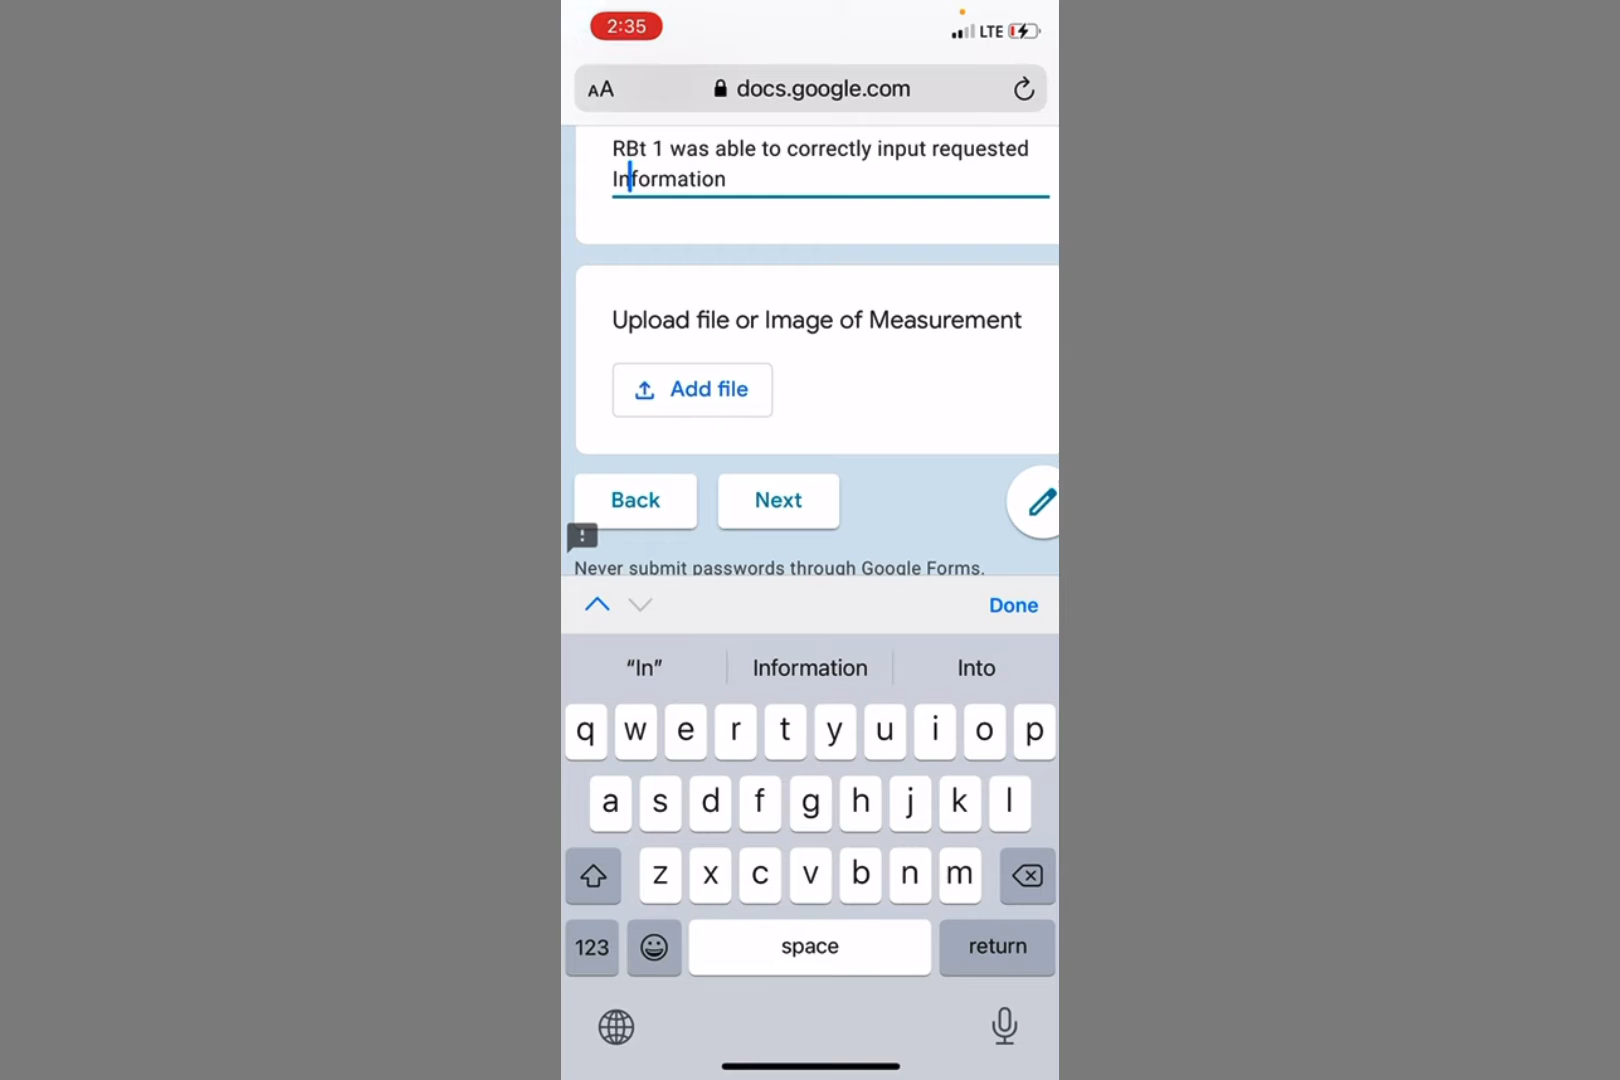 2:35
LTE
AA docs.google.com
RBt 1 was able to correctly input requested
Information
Upload file or Image of Measurement
Add file
Back Next
Never submit passwords through Google Forms.
Done
“In” Information Into
q w e r t y u i o p
a s d f g h j k l
z x c v b n m
123 space return